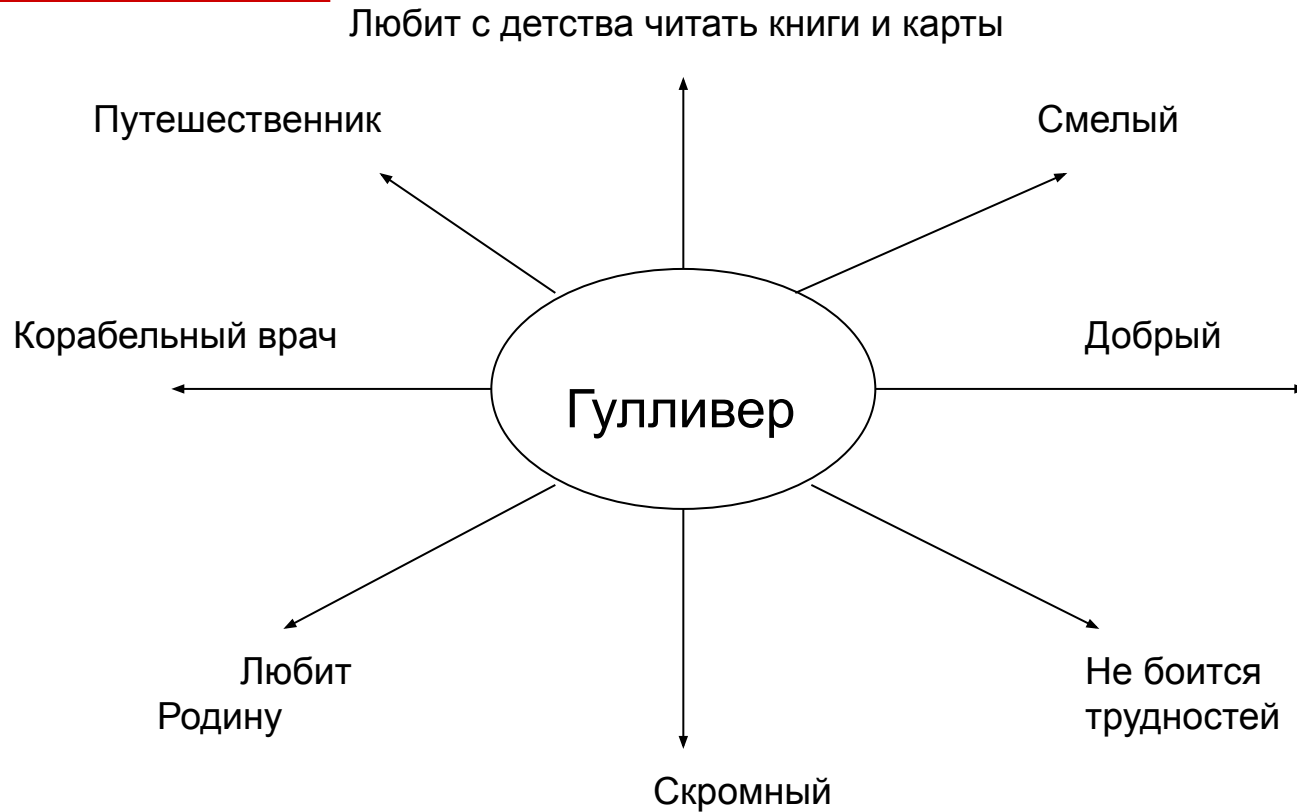 Любит с детства читать книги и карты
Путешественник
Смелый
Корабельный врач
Добрый
Гулливер
Любит
Родину
Не боится
трудностей
Скромный